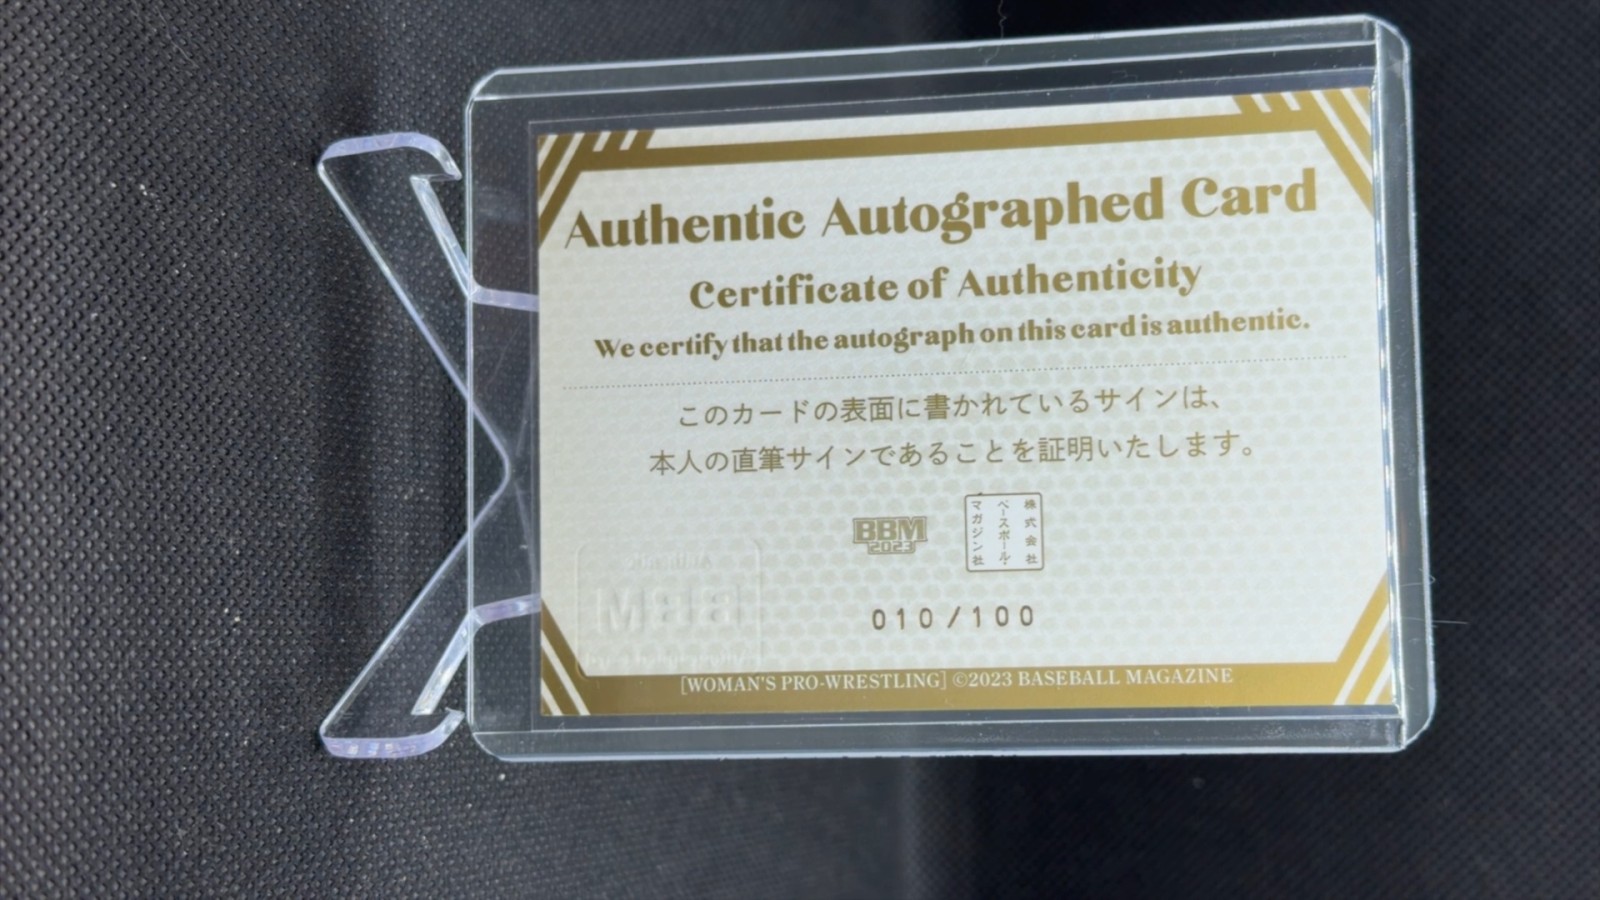 Authentic Autographed Card
Certificate of Authenticity
We certify that the autograph on this card is authentic.
このカードの表面に書かれているサインは、
本人の直筆サインであることを証明いたします。
BBM
2023
株式会社
ベースボール・
マガジン社
Authentic
BBM
010/100
[WOMAN'S PRO-WRESTLING] ©2023 BASEBALL MAGAZINE